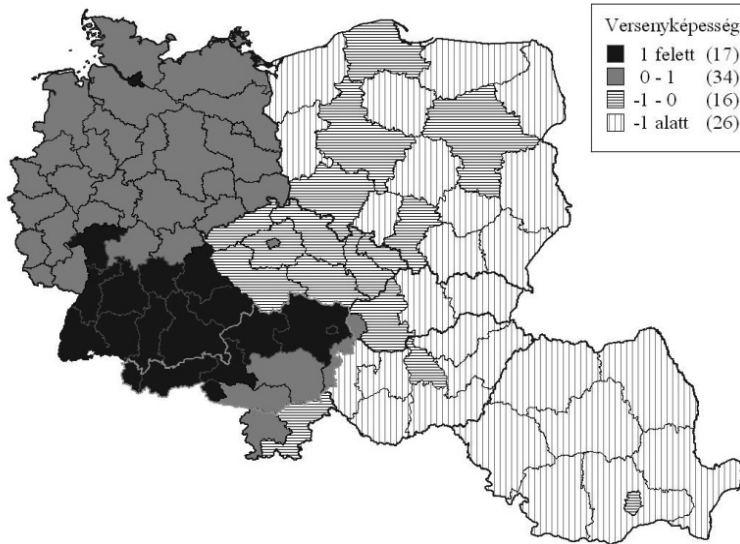 Versenyképesség
1 felett (17)
0 - 1 (34)
-1 - 0 (16)
-1 alatt (26)